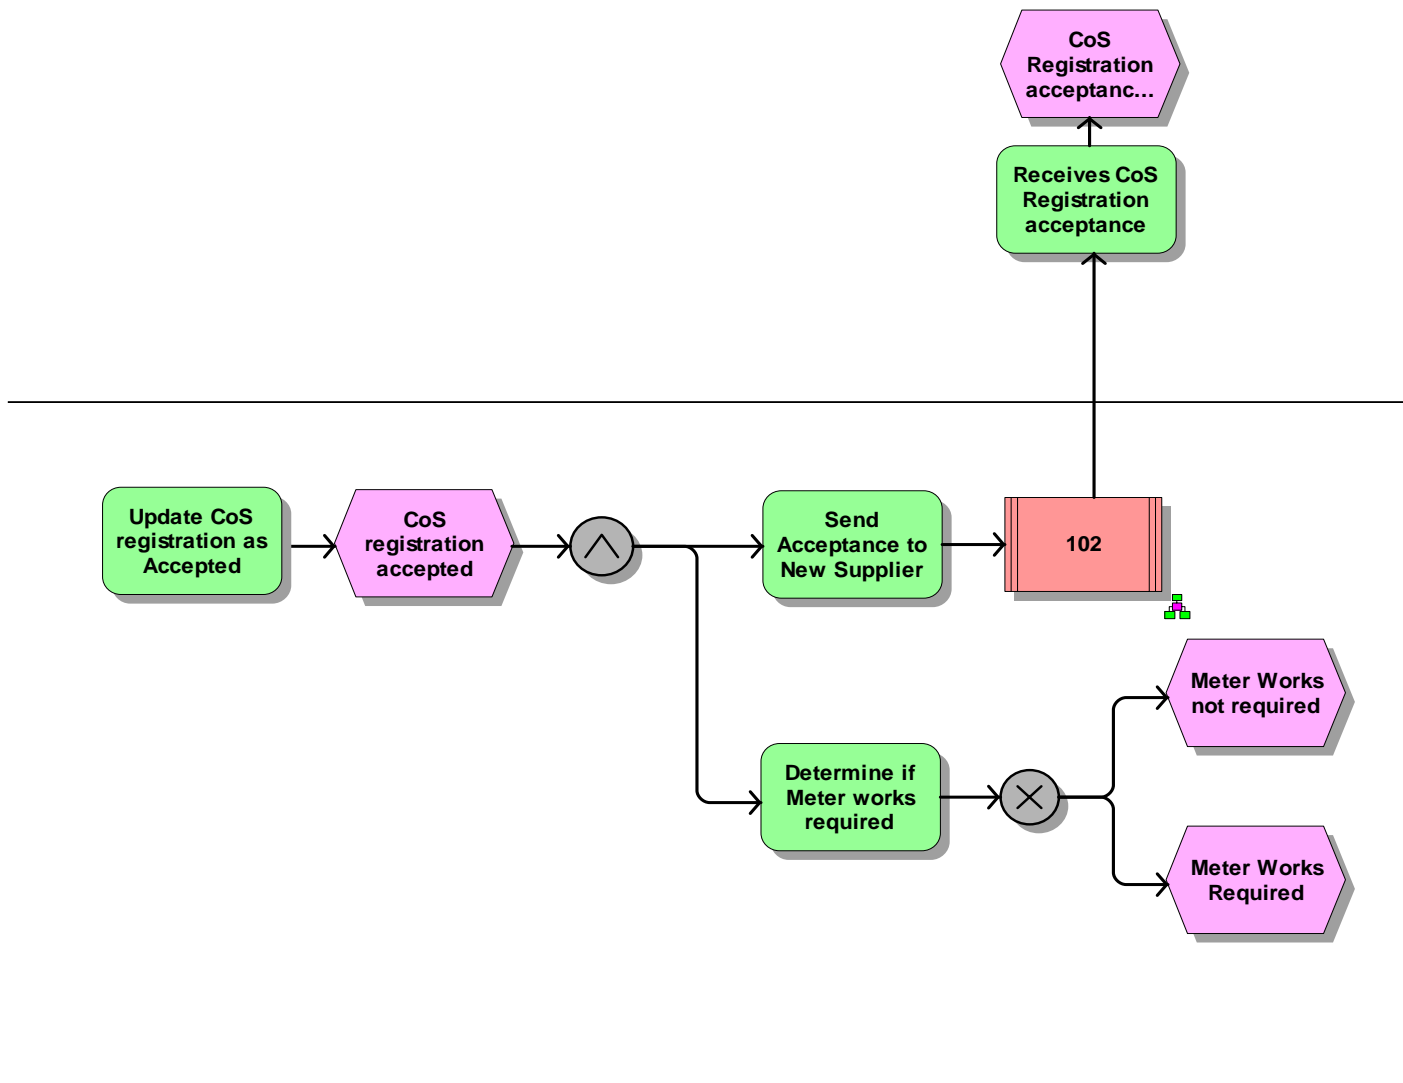 CoS
Registration
acceptanc...
Receives CoS
Registration
acceptance
Update CoS
registration as
Accepted
CoS
registration
accepted
Send
Acceptance to
New Supplier
102
Meter Works
not required
Determine if
Meter works
required
Meter Works
Required